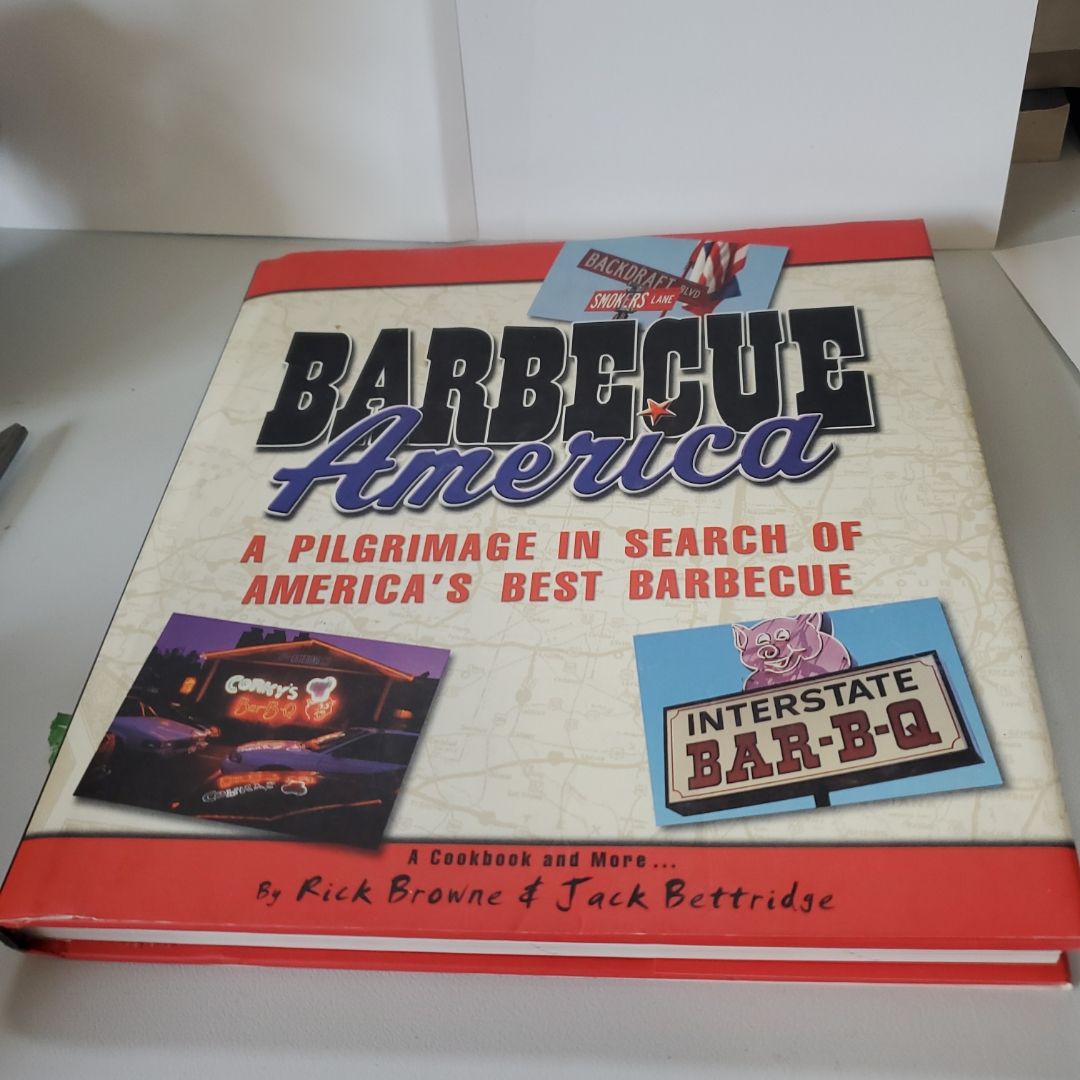 BACKDRAFT BLVD
SMOKERS LANE
BARBECUE
America
A PILGRIMAGE IN SEARCH OF
AMERICA'S BEST BARBECUE
CORKY'S
Bar-B-Q
INTERSTATE
BAR-B-Q
A Cookbook and More...
By Rick Browne & Jack Bettridge